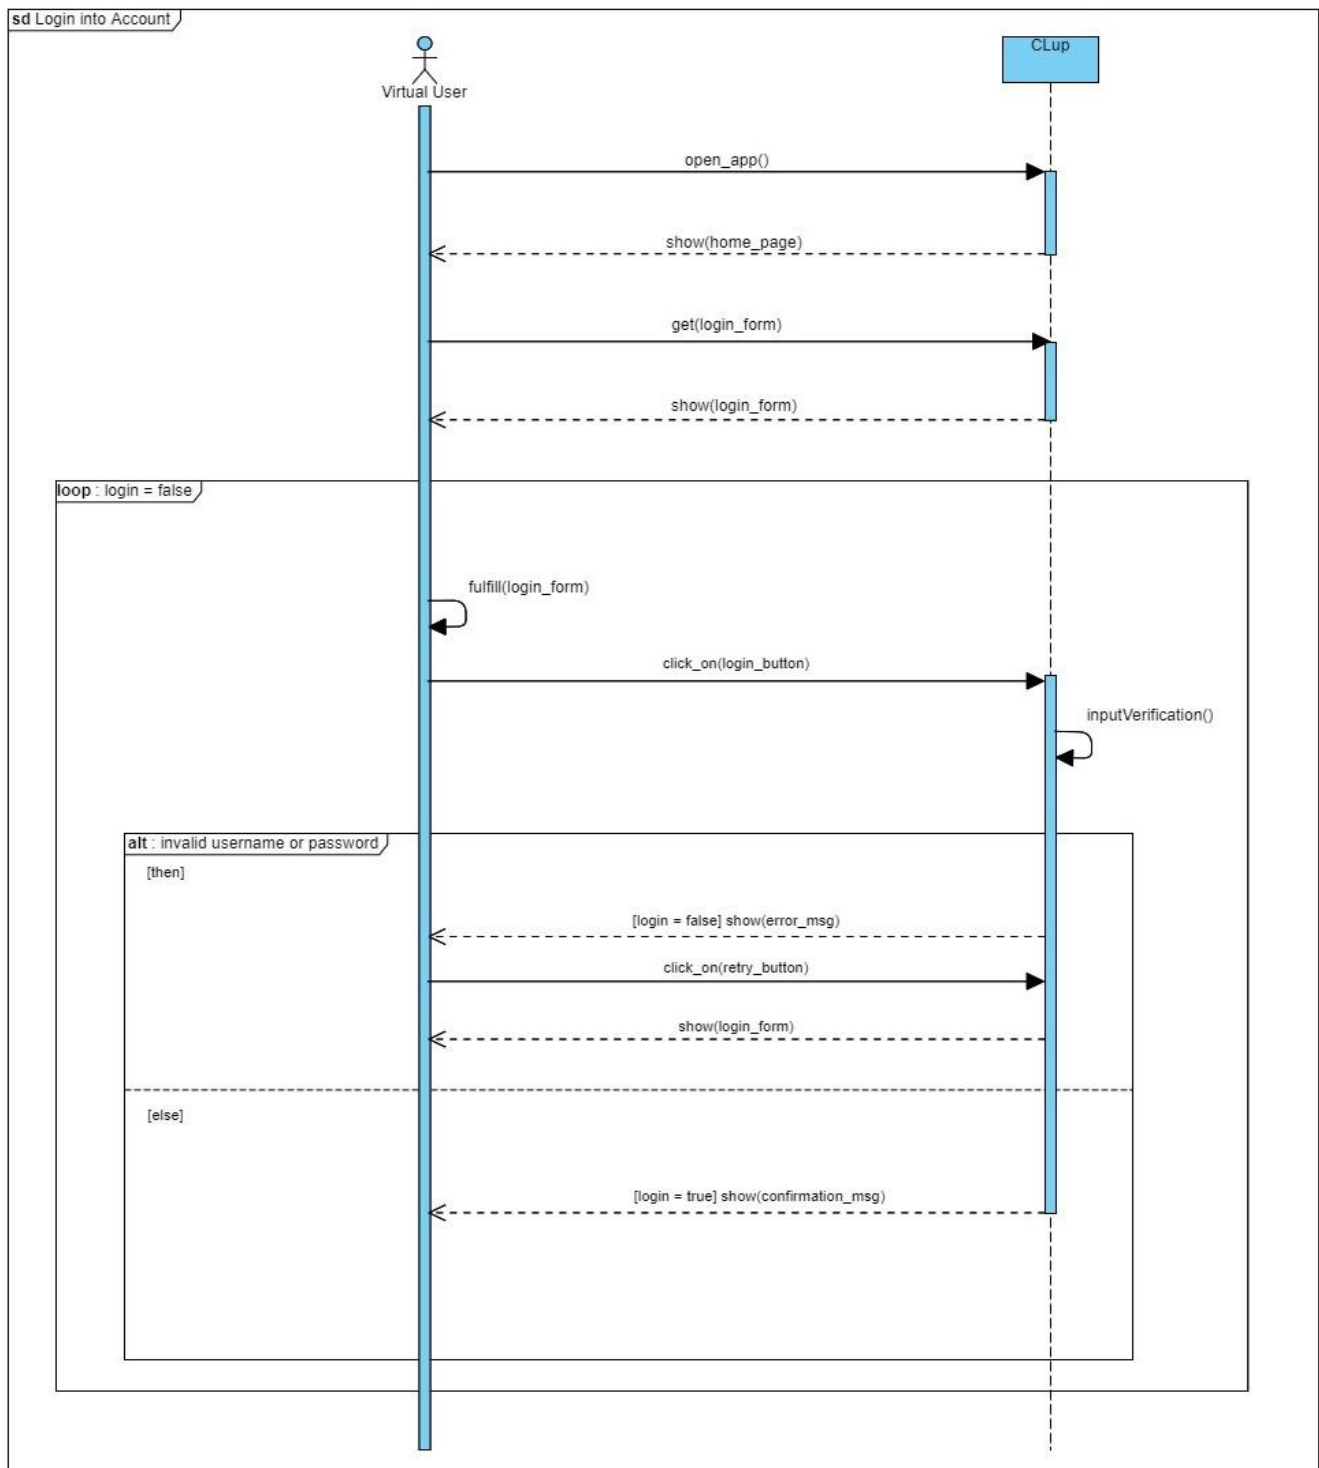 sd Login into Account
CLup
Virtual User
open_app()
show(home_page)
get(login_form)
show(login_form)
loop : login = false
fulfill(login_form)
click_on(login_button)
inputVerification()
alt : invalid username or password
[then]
[login = false] show(error_msg)
click_on(retry_button)
show(login_form)
[else]
[login = true] show(confirmation_msg)